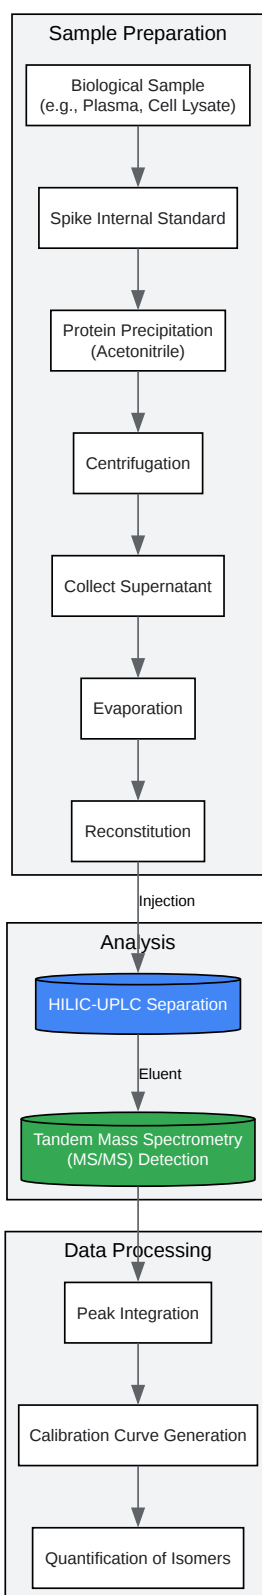 Sample Preparation
Biological Sample
(e.g., Plasma, Cell Lysate)
Spike Internal Standard
Protein Precipitation
(Acetonitrile)
Centrifugation
Collect Supernatant
Evaporation
Reconstitution
Injection
Analysis
HILIC-UPLC Separation
Eluent
Tandem Mass Spectrometry
(MS/MS) Detection
Data Processing
Peak Integration
Calibration Curve Generation
Quantification of Isomers